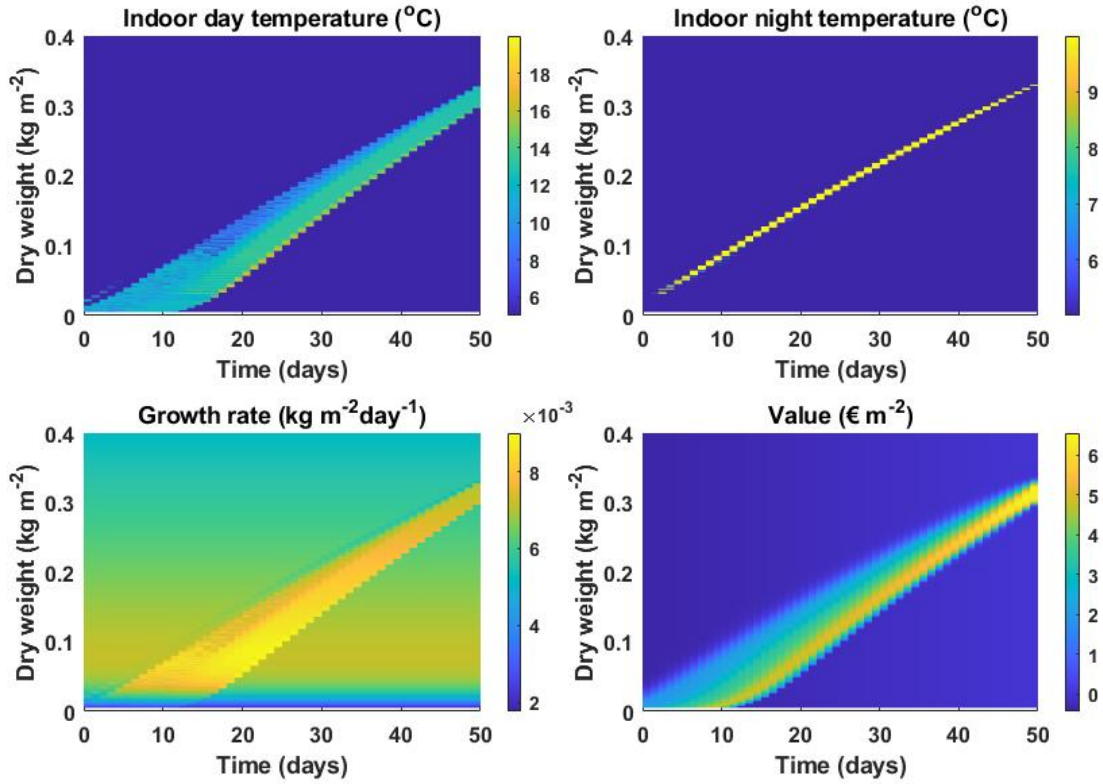 Indoor day temperature (°C)
Dry weight (kg m⁻²)
0.4
0.3
0.2
0.1
0
0 10 20 30 40 50
Time (days)
18
16
14
12
10
8
6
Indoor night temperature (°C)
Dry weight (kg m⁻²)
0.4
0.3
0.2
0.1
0
0 10 20 30 40 50
Time (days)
9
8
7
6
Growth rate (kg m⁻²day⁻¹)
×10⁻³
Dry weight (kg m⁻²)
0.4
0.3
0.2
0.1
0
0 10 20 30 40 50
Time (days)
8
6
4
2
Value (€ m⁻²)
Dry weight (kg m⁻²)
0.4
0.3
0.2
0.1
0
0 10 20 30 40 50
Time (days)
6
5
4
3
2
1
0